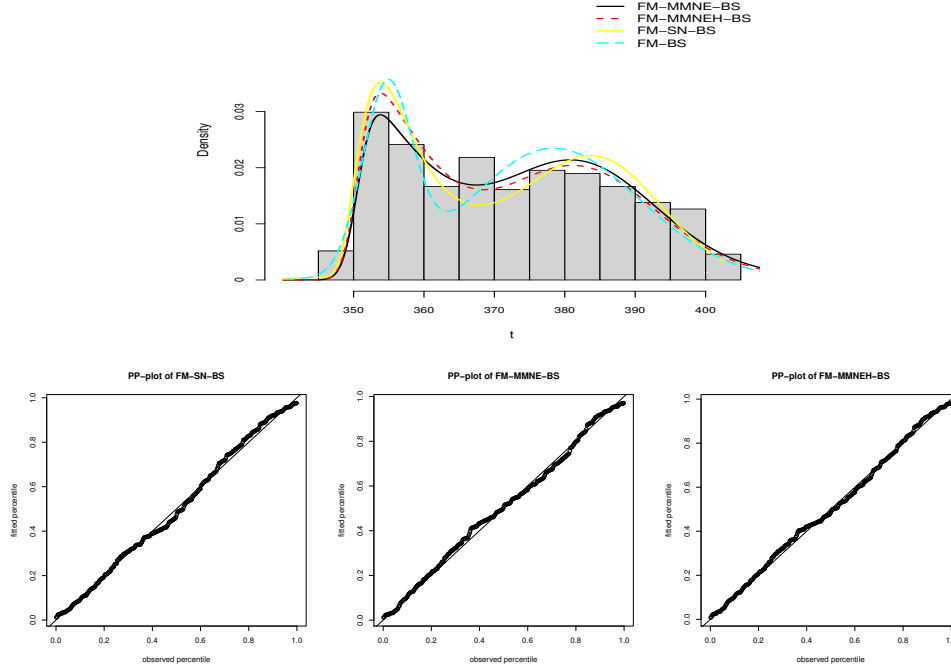 FM-MMNE-BS
FM-MMNEH-BS
FM-SN-BS
FM-BS
Density
0.03
0.02
0.01
0
350 360 370 380 390 400
t
PP-plot of FM-SN-BS
fitted percentile
1.0
0.8
0.6
0.4
0.2
0.0
0.0 0.2 0.4 0.6 0.8 1.0
observed percentile
PP-plot of FM-MMNE-BS
fitted percentile
1.0
0.8
0.6
0.4
0.2
0.0
0.0 0.2 0.4 0.6 0.8 1.0
observed percentile
PP-plot of FM-MMNEH-BS
fitted percentile
1.0
0.8
0.6
0.4
0.2
0.0
0.0 0.2 0.4 0.6 0.8 1.0
observed percentile